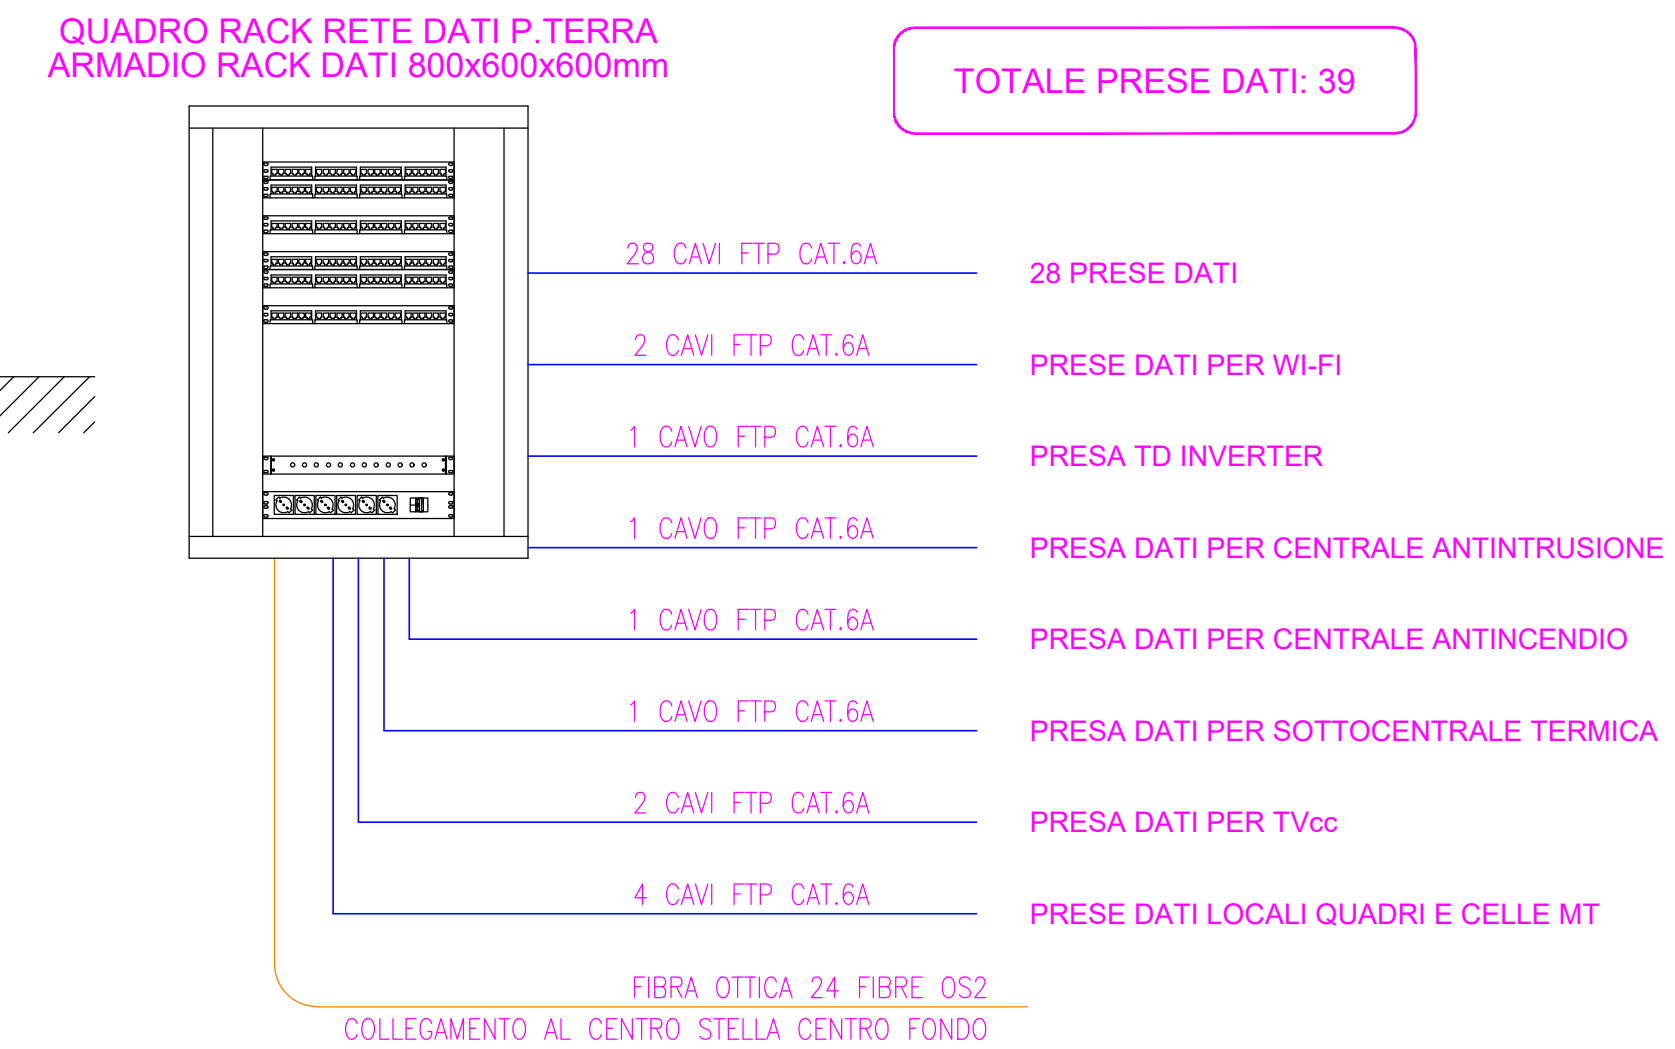 QUADRO RACK RETE DATI P.TERRA
ARMADIO RACK DATI 800x600x600mm
TOTALE PRESE DATI: 39
28 CAVI FTP CAT.6A
28 PRESE DATI
2 CAVI FTP CAT.6A
PRESE DATI PER WI-FI
1 CAVO FTP CAT.6A
PRESA TD INVERTER
1 CAVO FTP CAT.6A
PRESA DATI PER CENTRALE ANTINTRUSIONE
1 CAVO FTP CAT.6A
PRESA DATI PER CENTRALE ANTINCENDIO
1 CAVO FTP CAT.6A
PRESA DATI PER SOTTOCENTRALE TERMICA
2 CAVI FTP CAT.6A
PRESA DATI PER TVcc
4 CAVI FTP CAT.6A
PRESE DATI LOCALI QUADRI E CELLE MT
FIBRA OTTICA 24 FIBRE OS2
COLLEGAMENTO AL CENTRO STELLA CENTRO FONDO